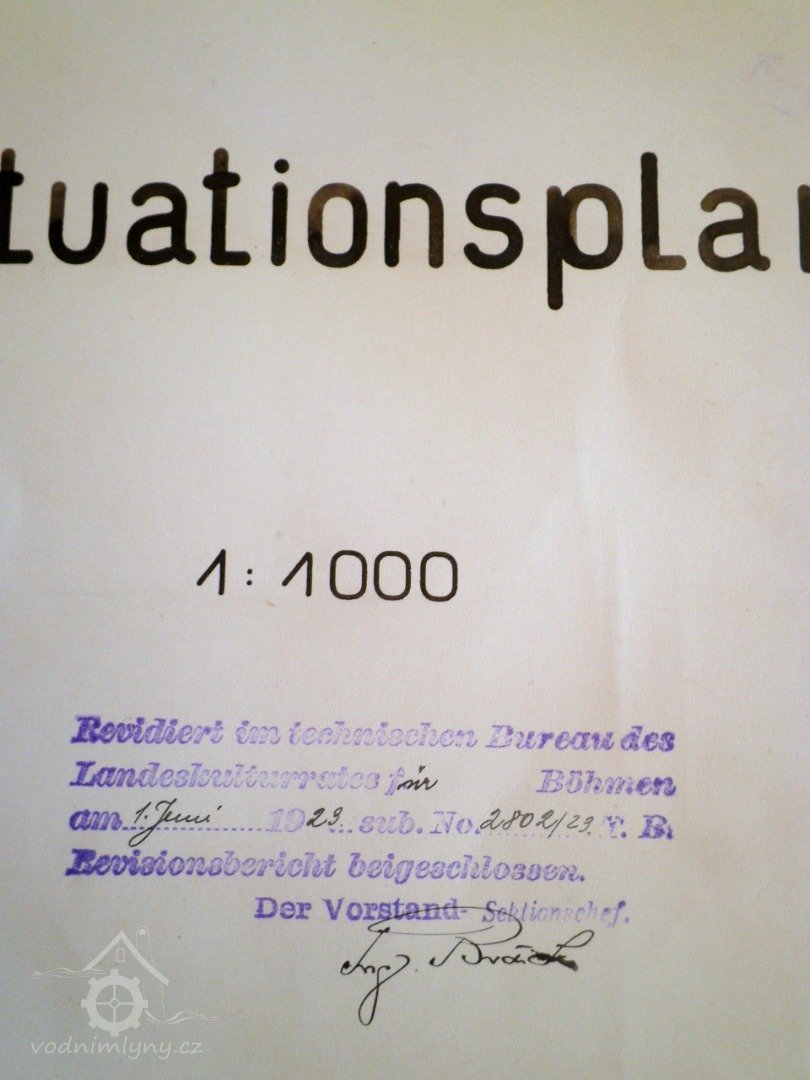 tuationsplan
1:1000
Revidiert im technischen Bureau des
Landeskulturrates für Böhmen
am 1. Juni 1923. sub. No. 2802/23. T. B.
Revisionsbericht beigeschlossen.
Der Vorstand- Sektionschef.
Ing.
vodnimlyny.cz